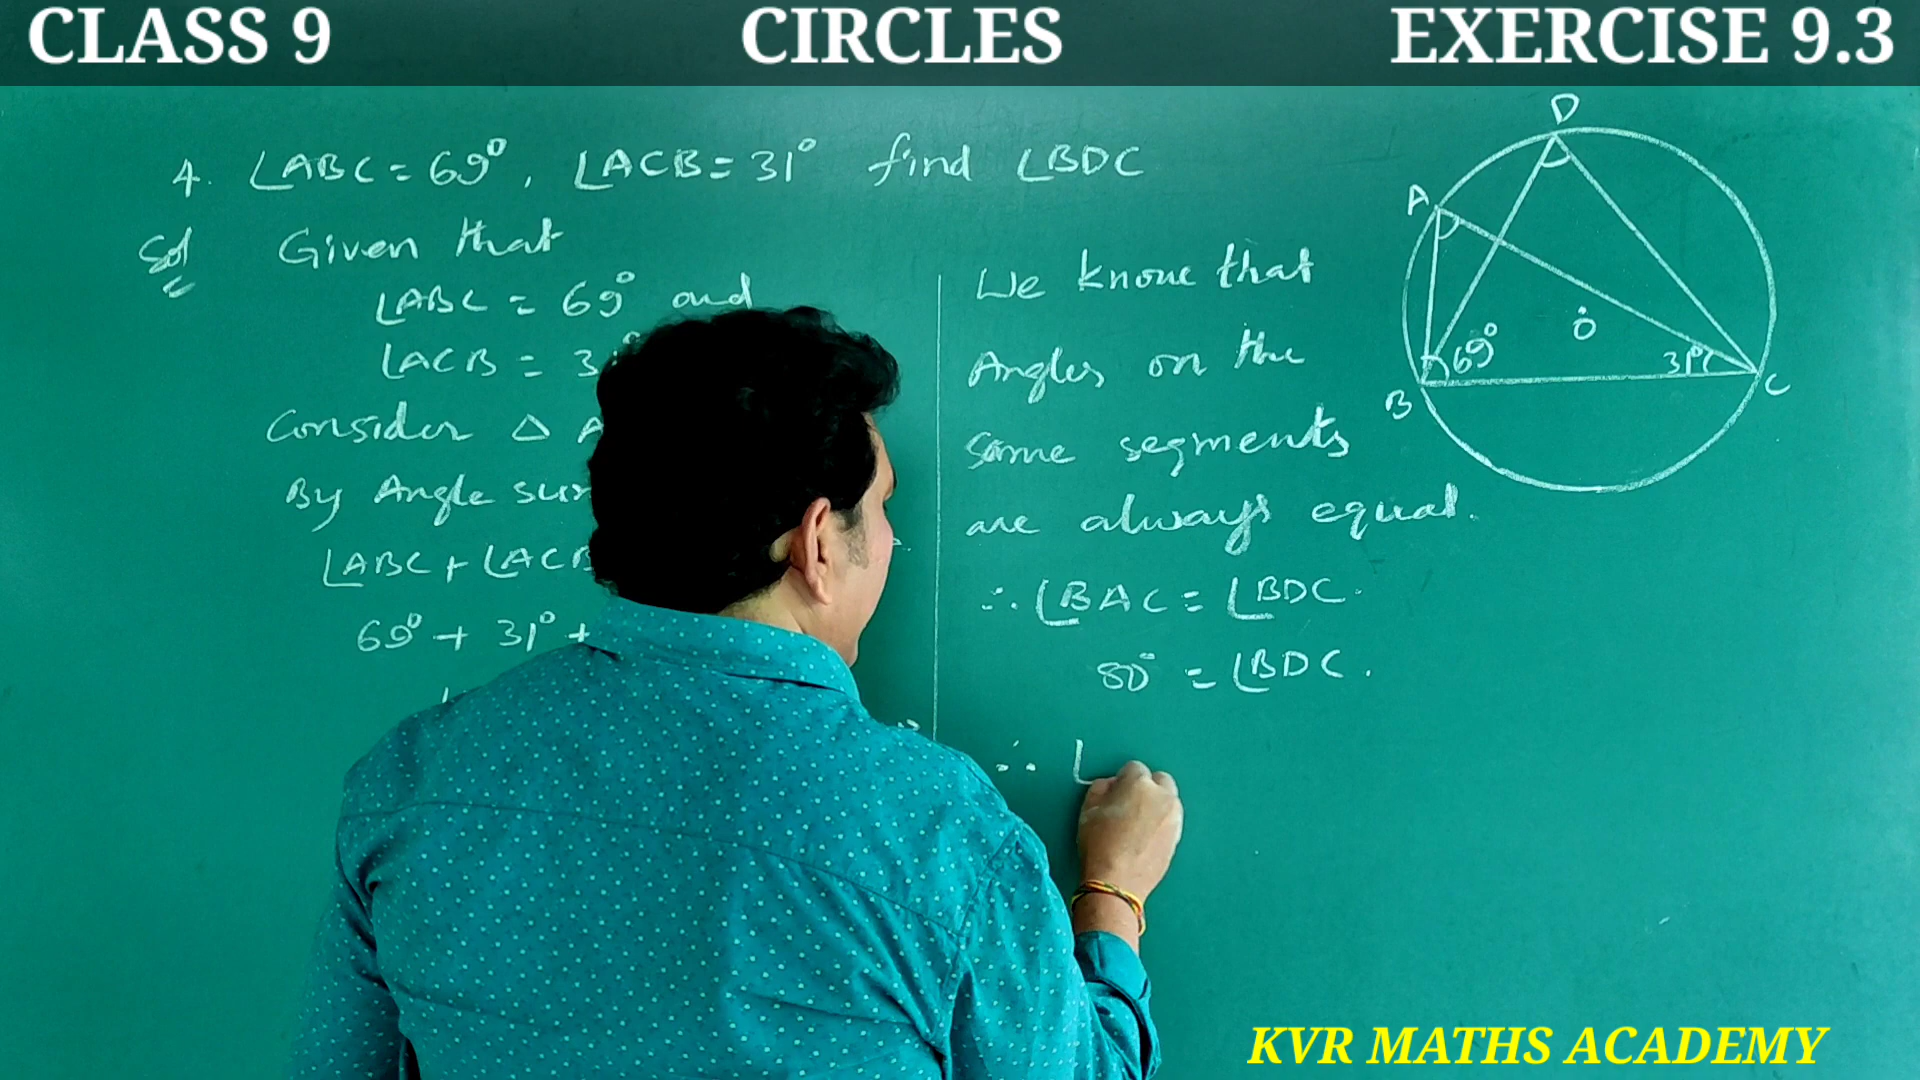 CLASS 9 CIRCLES EXERCISE 9.3
4. ∠ABC = 69°, ∠ACB = 31° find ∠BDC
Sol Given that
∠ABC = 69° and
∠ACB = 3
Consider △ A
By Angle sum
∠ABC + ∠ACB
69° + 31° +
We know that
Angles on the
same segments
are always equal.
∴ ∠BAC = ∠BDC.
80° = ∠BDC.
∴ ∠
D
A
O
69° 31°
B C
KVR MATHS ACADEMY